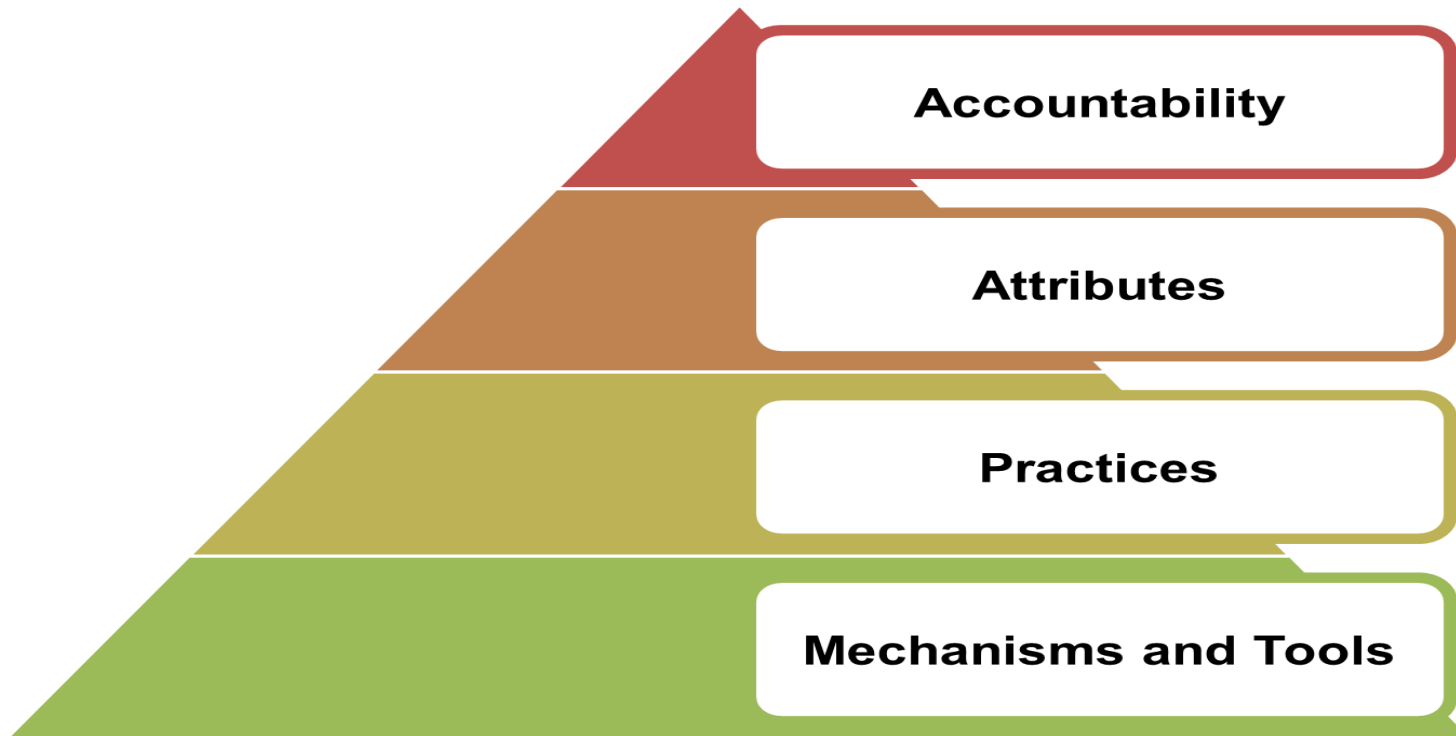 Accountability
Attributes
Practices
Mechanisms and Tools